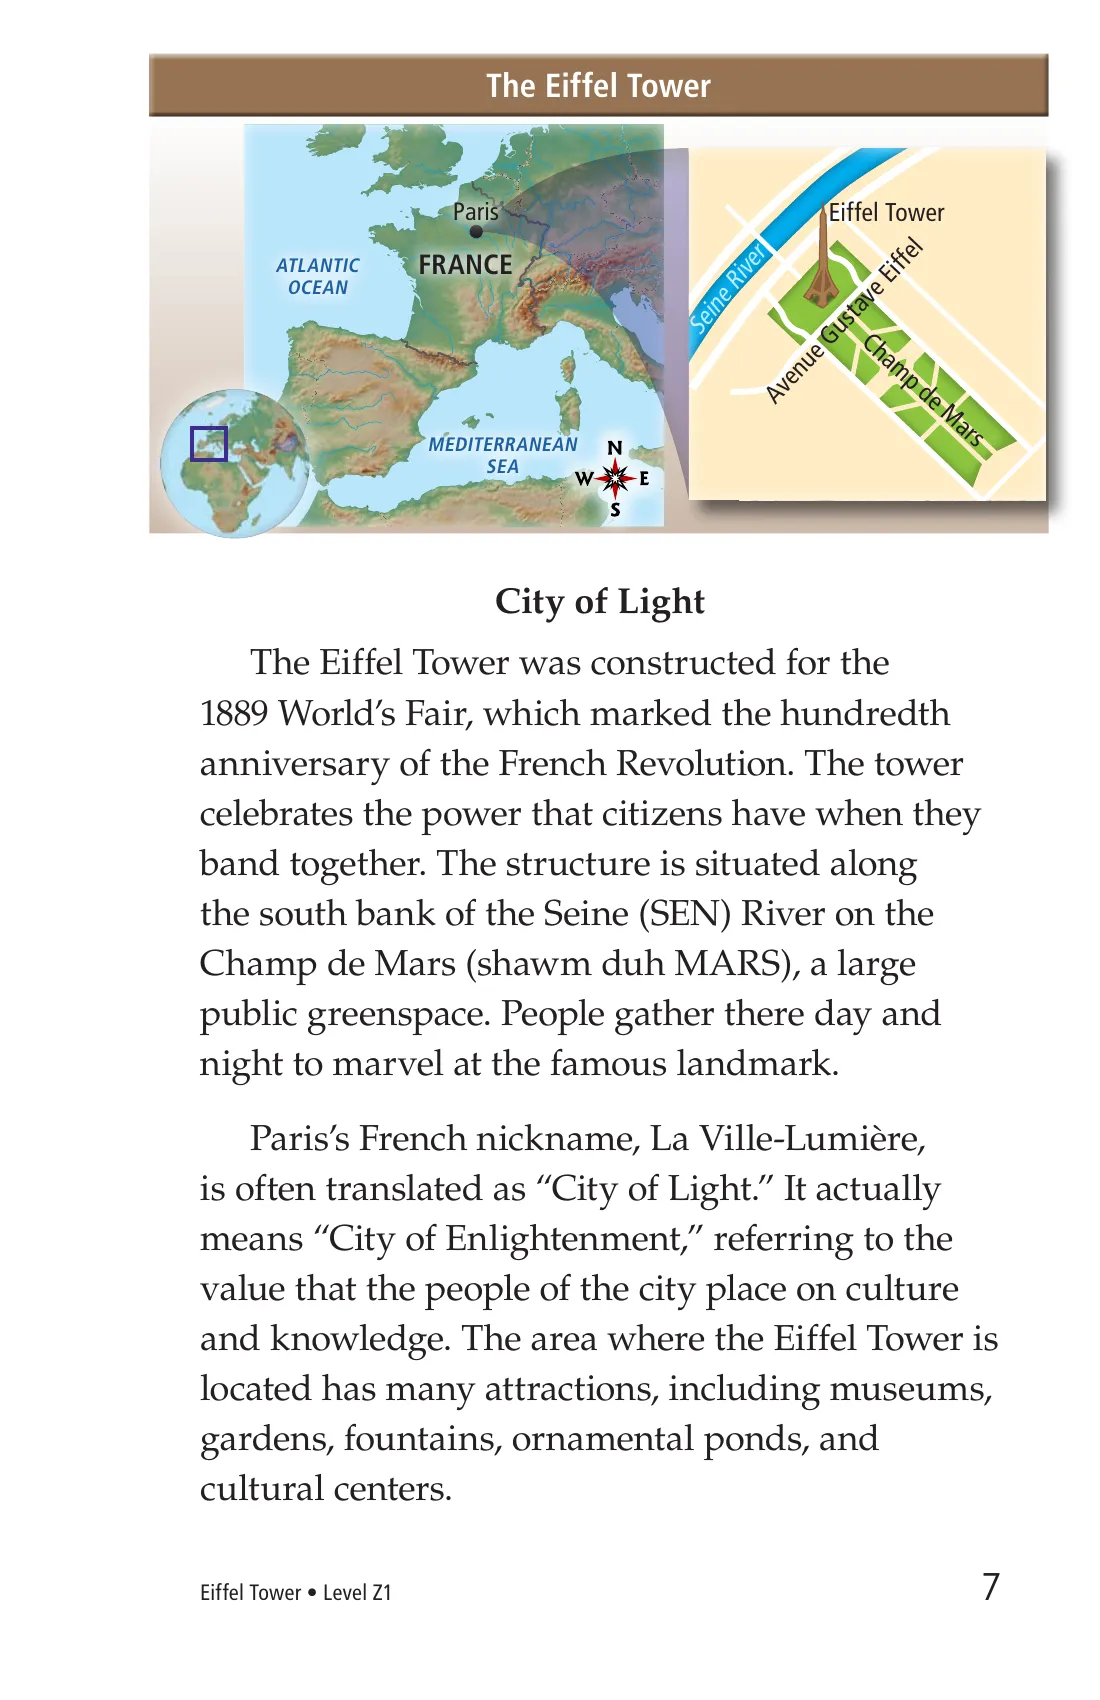 The Eiffel Tower
Paris
FRANCE
ATLANTIC
OCEAN
MEDITERRANEAN
SEA
N
W
E
S
Eiffel Tower
Seine River
Avenue Gustave Eiffel
Champ de Mars
City of Light
The Eiffel Tower was constructed for the
1889 World’s Fair, which marked the hundredth
anniversary of the French Revolution. The tower
celebrates the power that citizens have when they
band together. The structure is situated along
the south bank of the Seine (SEN) River on the
Champ de Mars (shawm duh MARS), a large
public greenspace. People gather there day and
night to marvel at the famous landmark.
Paris’s French nickname, La Ville-Lumière,
is often translated as “City of Light.” It actually
means “City of Enlightenment,” referring to the
value that the people of the city place on culture
and knowledge. The area where the Eiffel Tower is
located has many attractions, including museums,
gardens, fountains, ornamental ponds, and
cultural centers.
Eiffel Tower • Level Z1
7